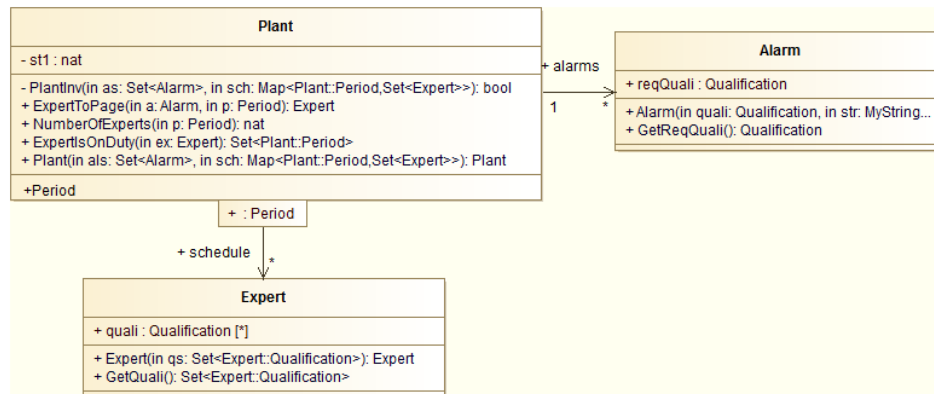 Plant
- st1 : nat
- PlantInv(in as: Set<Alarm>, in sch: Map<Plant::Period,Set<Expert>>): bool
+ ExpertToPage(in a: Alarm, in p: Period): Expert
+ NumberOfExperts(in p: Period): nat
+ ExpertIsOnDuty(in ex: Expert): Set<Plant::Period>
+ Plant(in als: Set<Alarm>, in sch: Map<Plant::Period,Set<Expert>>): Plant
+Period
+ : Period
+ alarms
1
*
Alarm
+ reqQuali : Qualification
+Alarm(in quali: Qualification, in str: MyString...
+ GetReqQuali(): Qualification
+ schedule
*
Expert
+ quali : Qualification [*]
+ Expert(in qs: Set<Expert::Qualification>): Expert
+ GetQuali(): Set<Expert::Qualification>